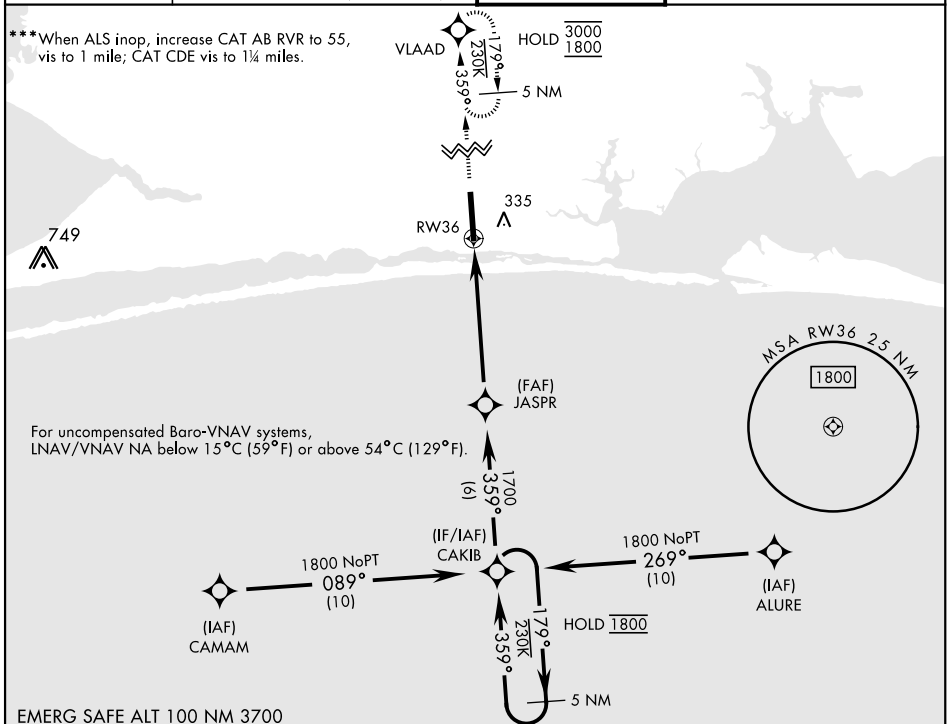 ***When ALS inop, increase CAT AB RVR to 55,
vis to 1 mile; CAT CDE vis to 1¼ miles.
VLAAD
HOLD 3000
1800
179°
230K
359°
5 NM
335
RW36
749
MSA RW36 25 NM
1800
(FAF)
JASPR
For uncompensated Baro-VNAV systems,
LNAV/VNAV NA below 15°C (59°F) or above 54°C (129°F).
1700
359°
(6)
(IF/IAF)
CAKIB
1800 NoPT
089°
(10)
1800 NoPT
269°
(10)
(IAF)
CAMAM
(IAF)
ALURE
HOLD 1800
179°
230K
359°
5 NM
EMERG SAFE ALT 100 NM 3700